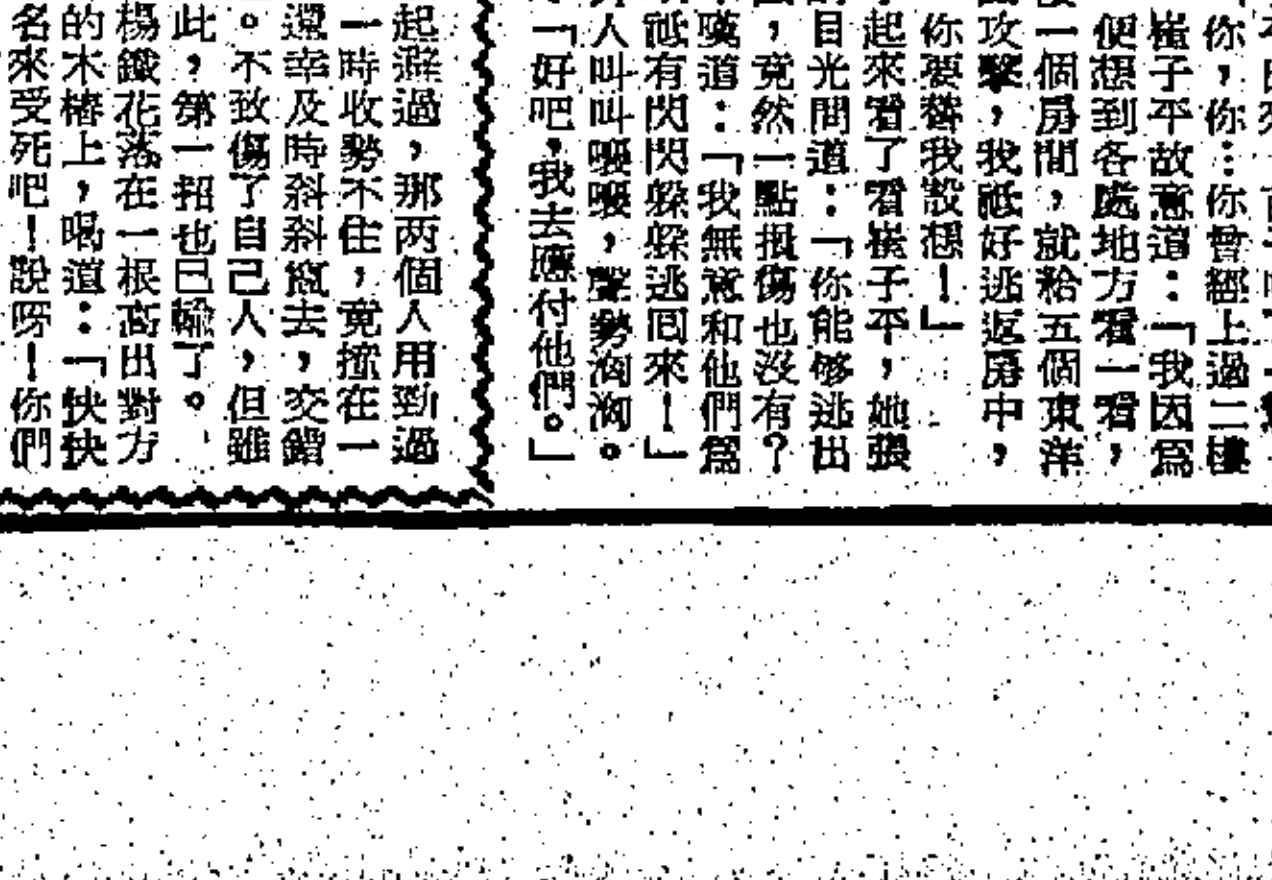 你,你…你曾經上過二樓
崔子平故意道:「我因爲
便想到各處地方看一看,
一個房間,就給五個東洋
攻擊,我祗好逃返房中,
你要替我設想!」
起來看了看崔子平,她張
目光問道:「你能够逃出
,竟然一點損傷也沒有?
嘆道:「我無意和他們爲
祗有閃閃躲躲逃囘來!」
人叫叫嚷嚷,聲勢洶洶。
「好吧,我去應付他們。」
起避過,那两個人用勁過
一時收勢不住,竟撞在一
還幸及時斜斜竄去,交錯
。不致傷了自己人,但雖
此,第一招也已輸了。
楊鐵花落在一根高出對方
的木樁上,喝道:「快快
名來受死吧!說呀!你們